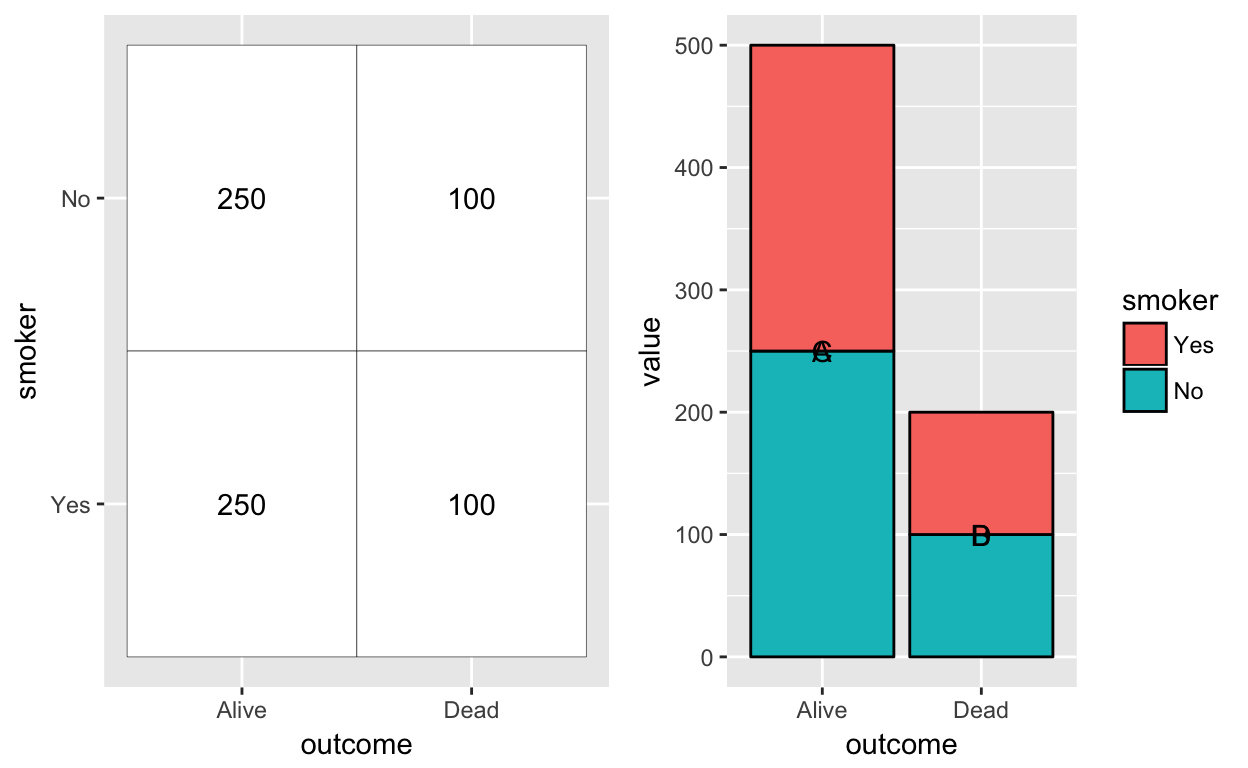 smoker
No
Yes
250 100
250 100
Alive Dead
outcome
value
500
400
300
200
100
0
C
D
Alive Dead
outcome
smoker
Yes
No